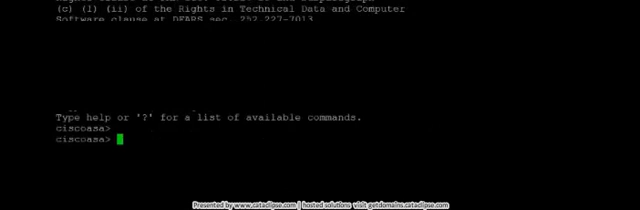 (c) (1) (ii) of the Rights in Technical Data and Computer
Software clause at DFARS sec. 252.227-7013
Type help or '?' for a list of available commands.
ciscoasa>
ciscoasa>
Presented by www.cataclipse.com | hosted solutions visit getdomains.cataclipse.com